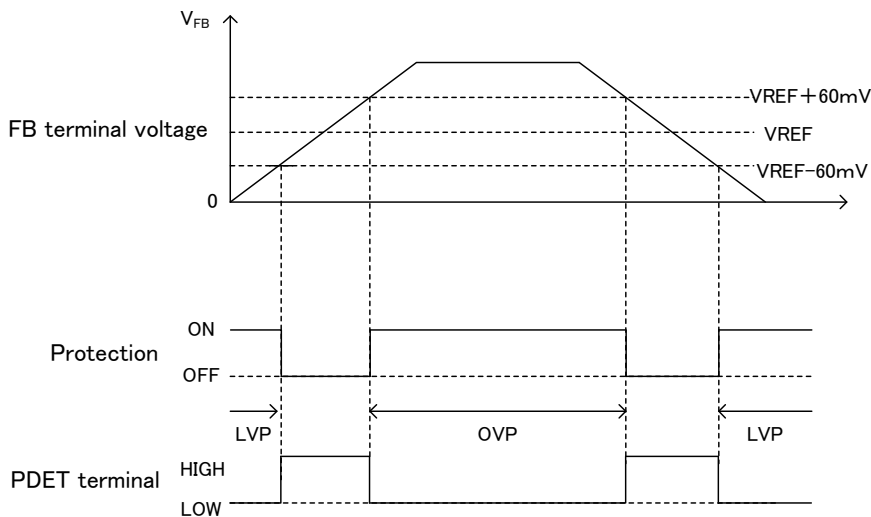 VFB
VREF＋60mV
FB terminal voltage
VREF
VREF−60mV
0
ON
Protection
OFF
LVP
OVP
LVP
HIGH
PDET terminal
LOW